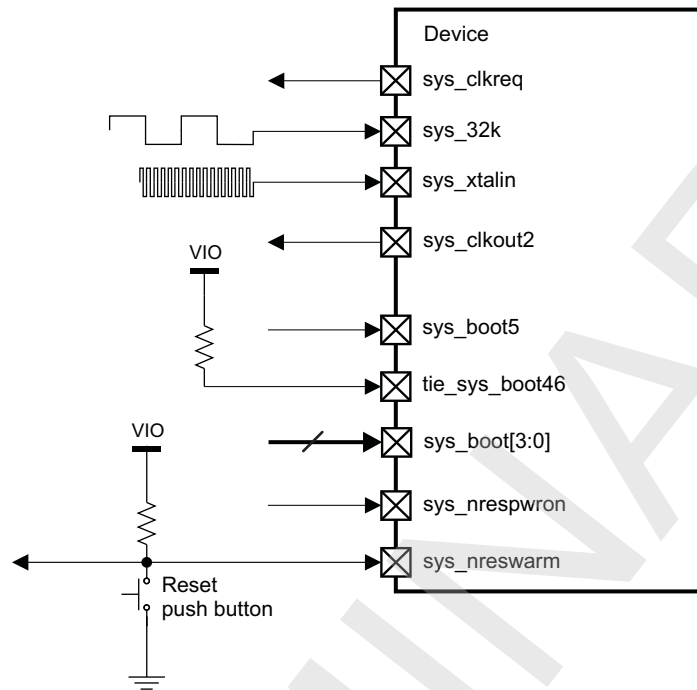 Device
sys_clkreq
sys_32k
sys_xtalin
sys_clkout2
VIO
sys_boot5
tie_sys_boot46
VIO
sys_boot[3:0]
sys_nrespwron
sys_nreswarm
Reset
push button